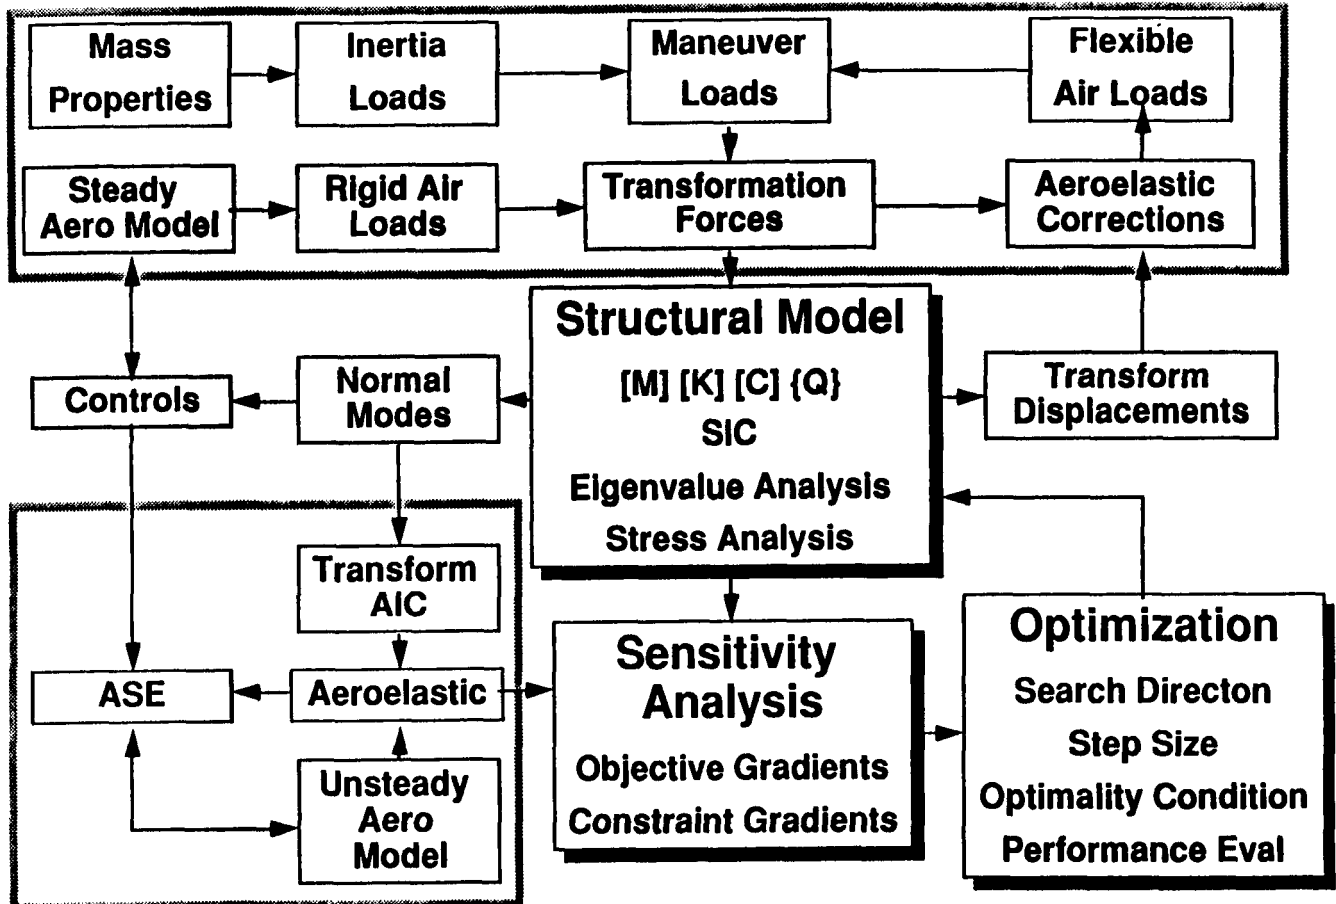 Mass
Properties
Inertia
Loads
Maneuver
Loads
Flexible
Air Loads
Steady
Aero Model
Rigid Air
Loads
Transformation
Forces
Aeroelastic
Corrections
Structural Model
[M] [K] [C] {Q}
SIC
Eigenvalue Analysis
Stress Analysis
Controls
Normal
Modes
Transform
Displacements
Transform
AIC
ASE
Aeroelastic
Unsteady
Aero
Model
Sensitivity
Analysis
Objective Gradients
Constraint Gradients
Optimization
Search Directon
Step Size
Optimality Condition
Performance Eval